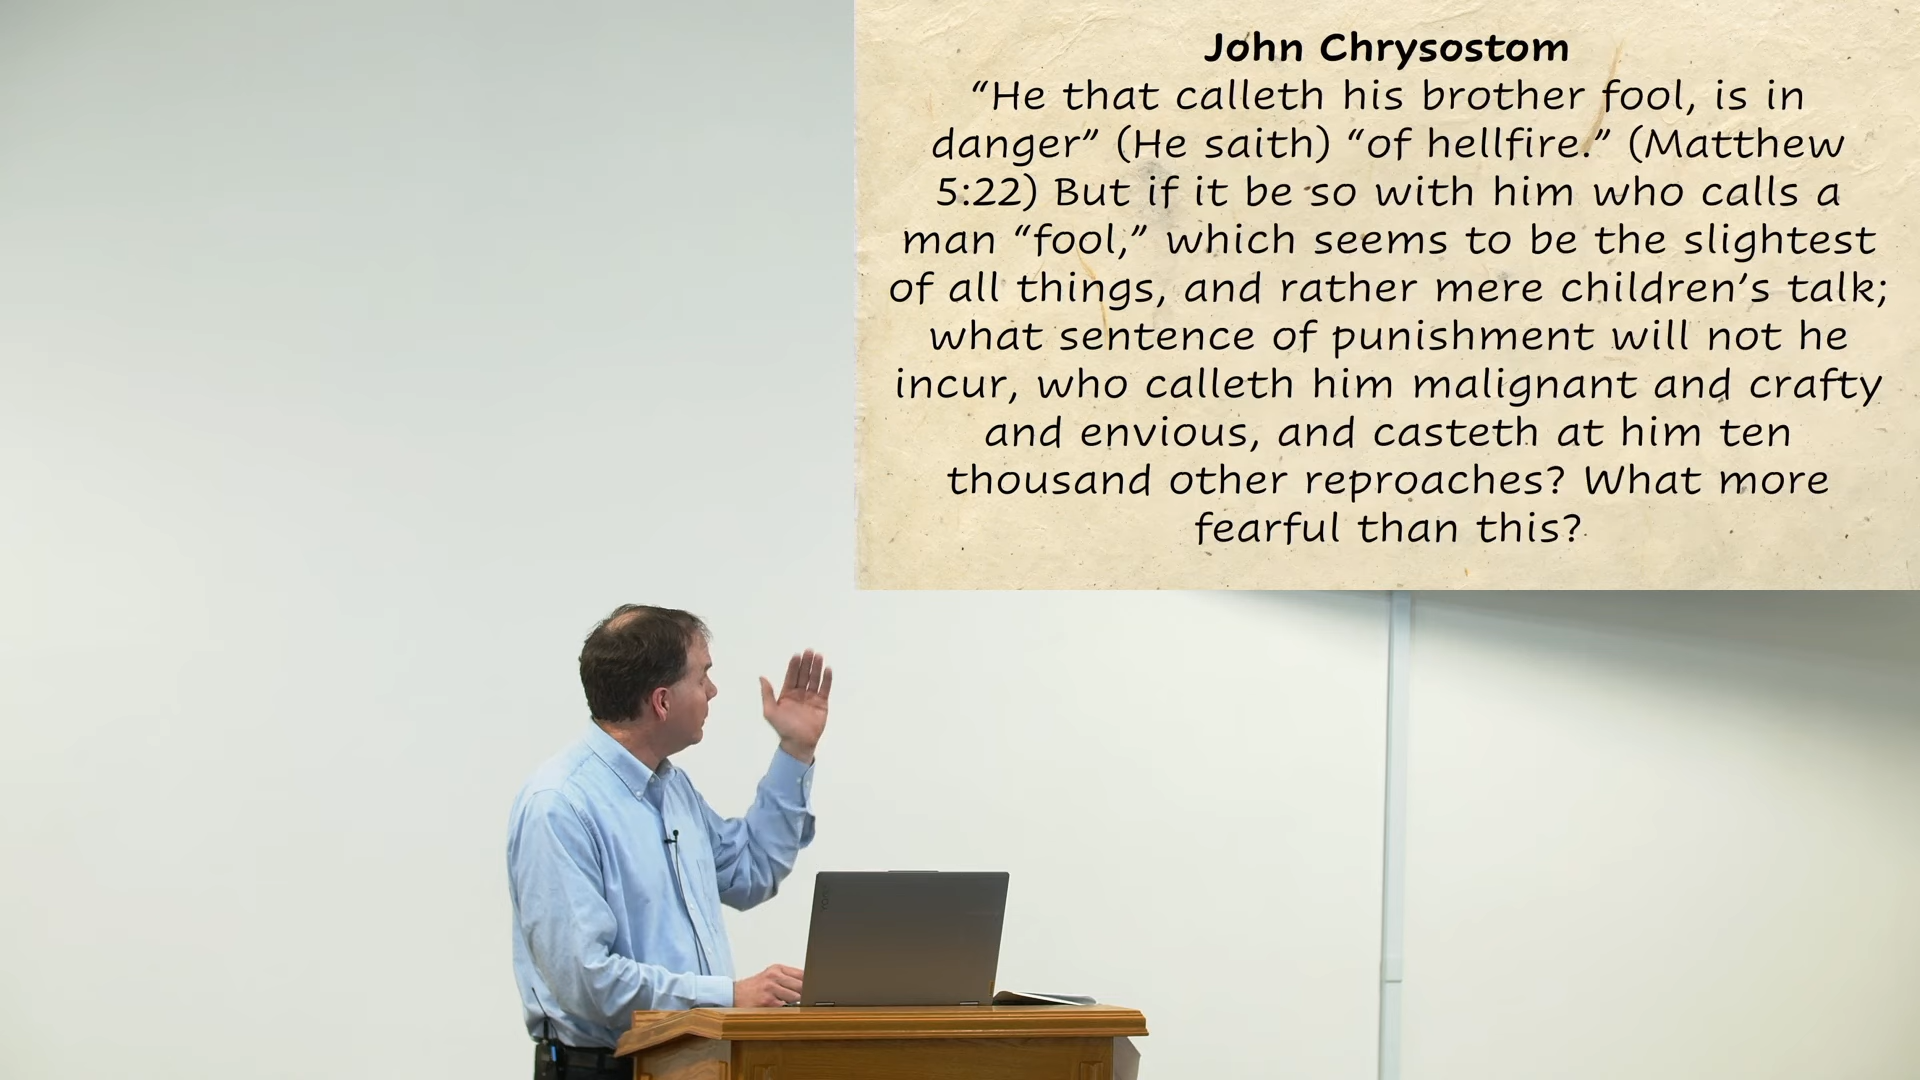 John Chrysostom
“He that calleth his brother fool, is in
danger” (He saith) “of hellfire.” (Matthew
5:22) But if it be so with him who calls a
man “fool,” which seems to be the slightest
of all things, and rather mere children’s talk;
what sentence of punishment will not he
incur, who calleth him malignant and crafty
and envious, and casteth at him ten
thousand other reproaches? What more
fearful than this?